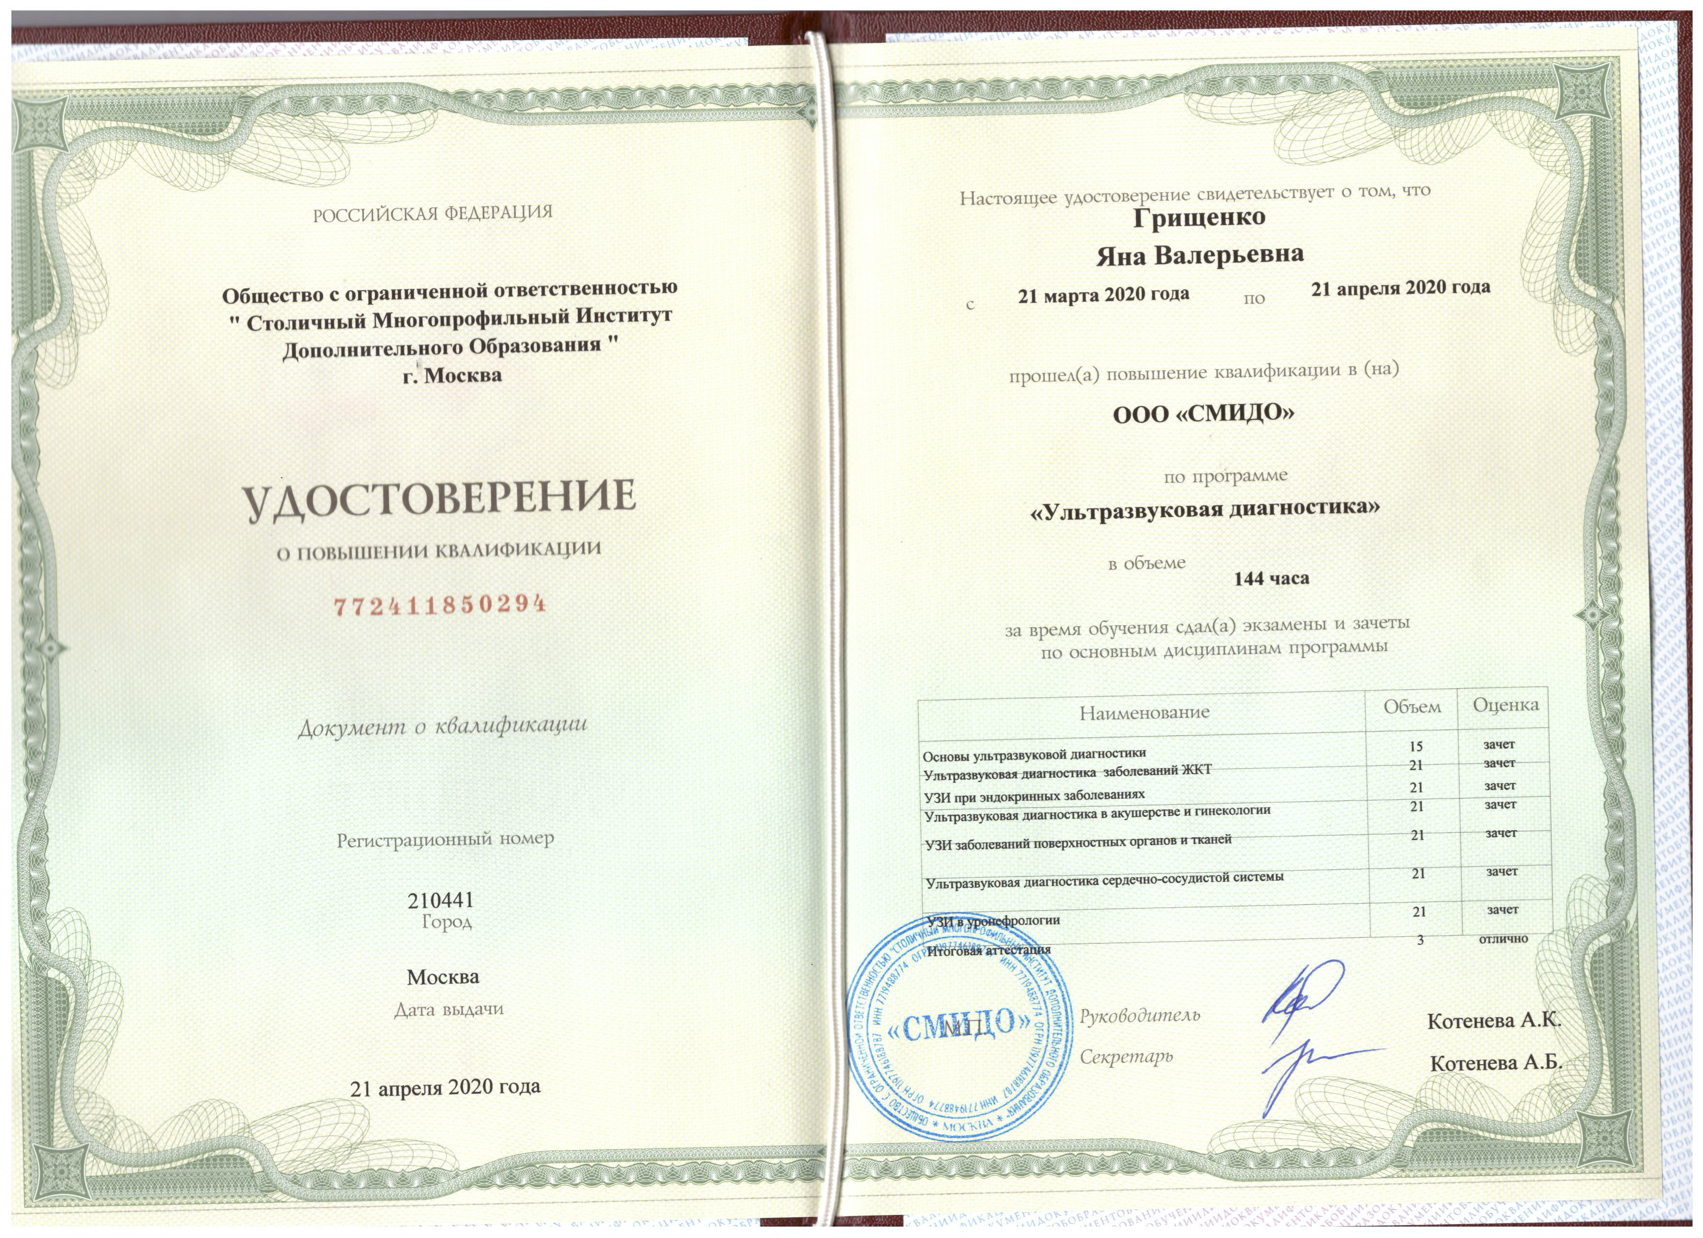 РОССИЙСКАЯ ФЕДЕРАЦИЯ
Общество с ограниченной ответственностью
" Столичный Многопрофильный Институт
Дополнительного Образования "
г. Москва
УДОСТОВЕРЕНИЕ
О ПОВЫШЕНИИ КВАЛИФИКАЦИИ
772411850294
Документ о квалификации
Регистрационный номер
210441
Город
Москва
Дата выдачи
21 апреля 2020 года
Настоящее удостоверение свидетельствует о том, что
Грищенко
Яна Валерьевна
с 21 марта 2020 года по 21 апреля 2020 года
прошел(а) повышение квалификации в (на)
ООО «СМИДО»
по программе
«Ультразвуковая диагностика»
в объеме
144 часа
за время обучения сдал(а) экзамены и зачеты
по основным дисциплинам программы
Наименование Объем Оценка
Основы ультразвуковой диагностики 15 зачет
Ультразвуковая диагностика заболеваний ЖКТ 21 зачет
УЗИ при эндокринных заболеваниях 21 зачет
Ультразвуковая диагностика в акушерстве и гинекологии 21 зачет
УЗИ заболеваний поверхностных органов и тканей 21 зачет
Ультразвуковая диагностика сердечно-сосудистой системы 21 зачет
УЗИ в уронефрологии 21 зачет
Итоговая аттестация 3 отлично
«СМИДО»
М.П.
Руководитель Котенева А.К.
Секретарь Котенева А.Б.